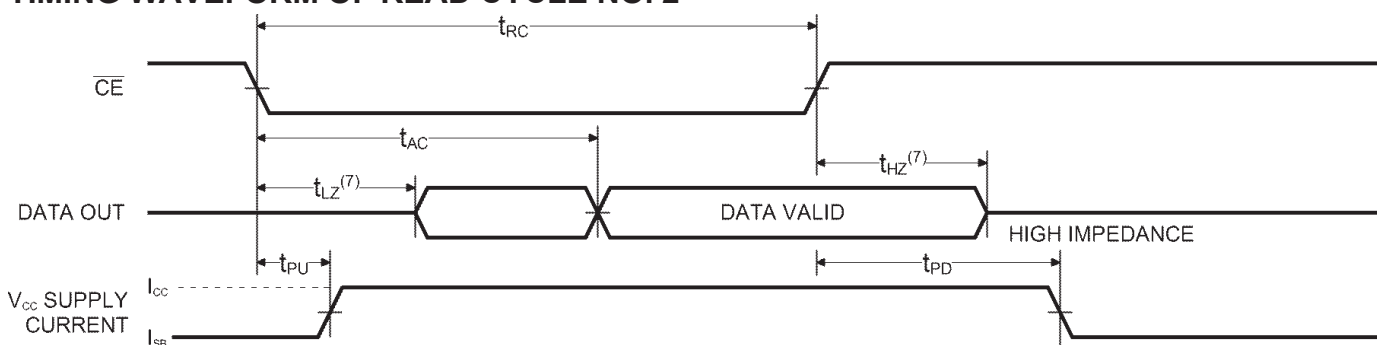 TIMING WAVEFORM OF READ CYCLE NO. 2
tRC
CE
tAC
tLZ(7)
tHZ(7)
DATA OUT
DATA VALID
HIGH IMPEDANCE
tPU
tPD
VCC SUPPLY
CURRENT
ICC
ISB